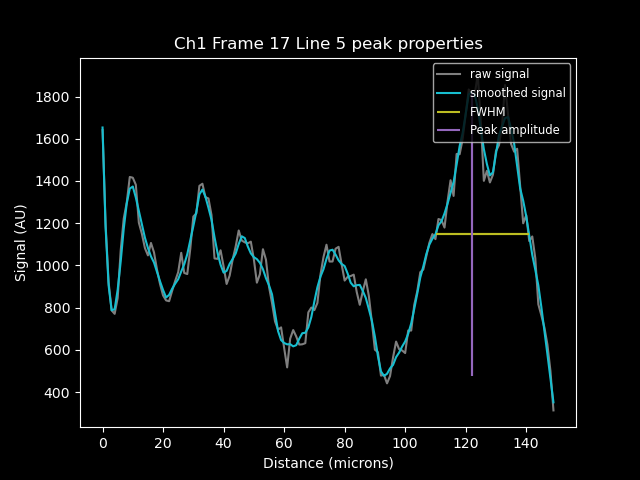 Ch1 Frame 17 Line 5 peak properties
raw signal
smoothed signal
FWHM
Peak amplitude
Signal (AU)
1800
1600
1400
1200
1000
800
600
400
0 20 40 60 80 100 120 140
Distance (microns)